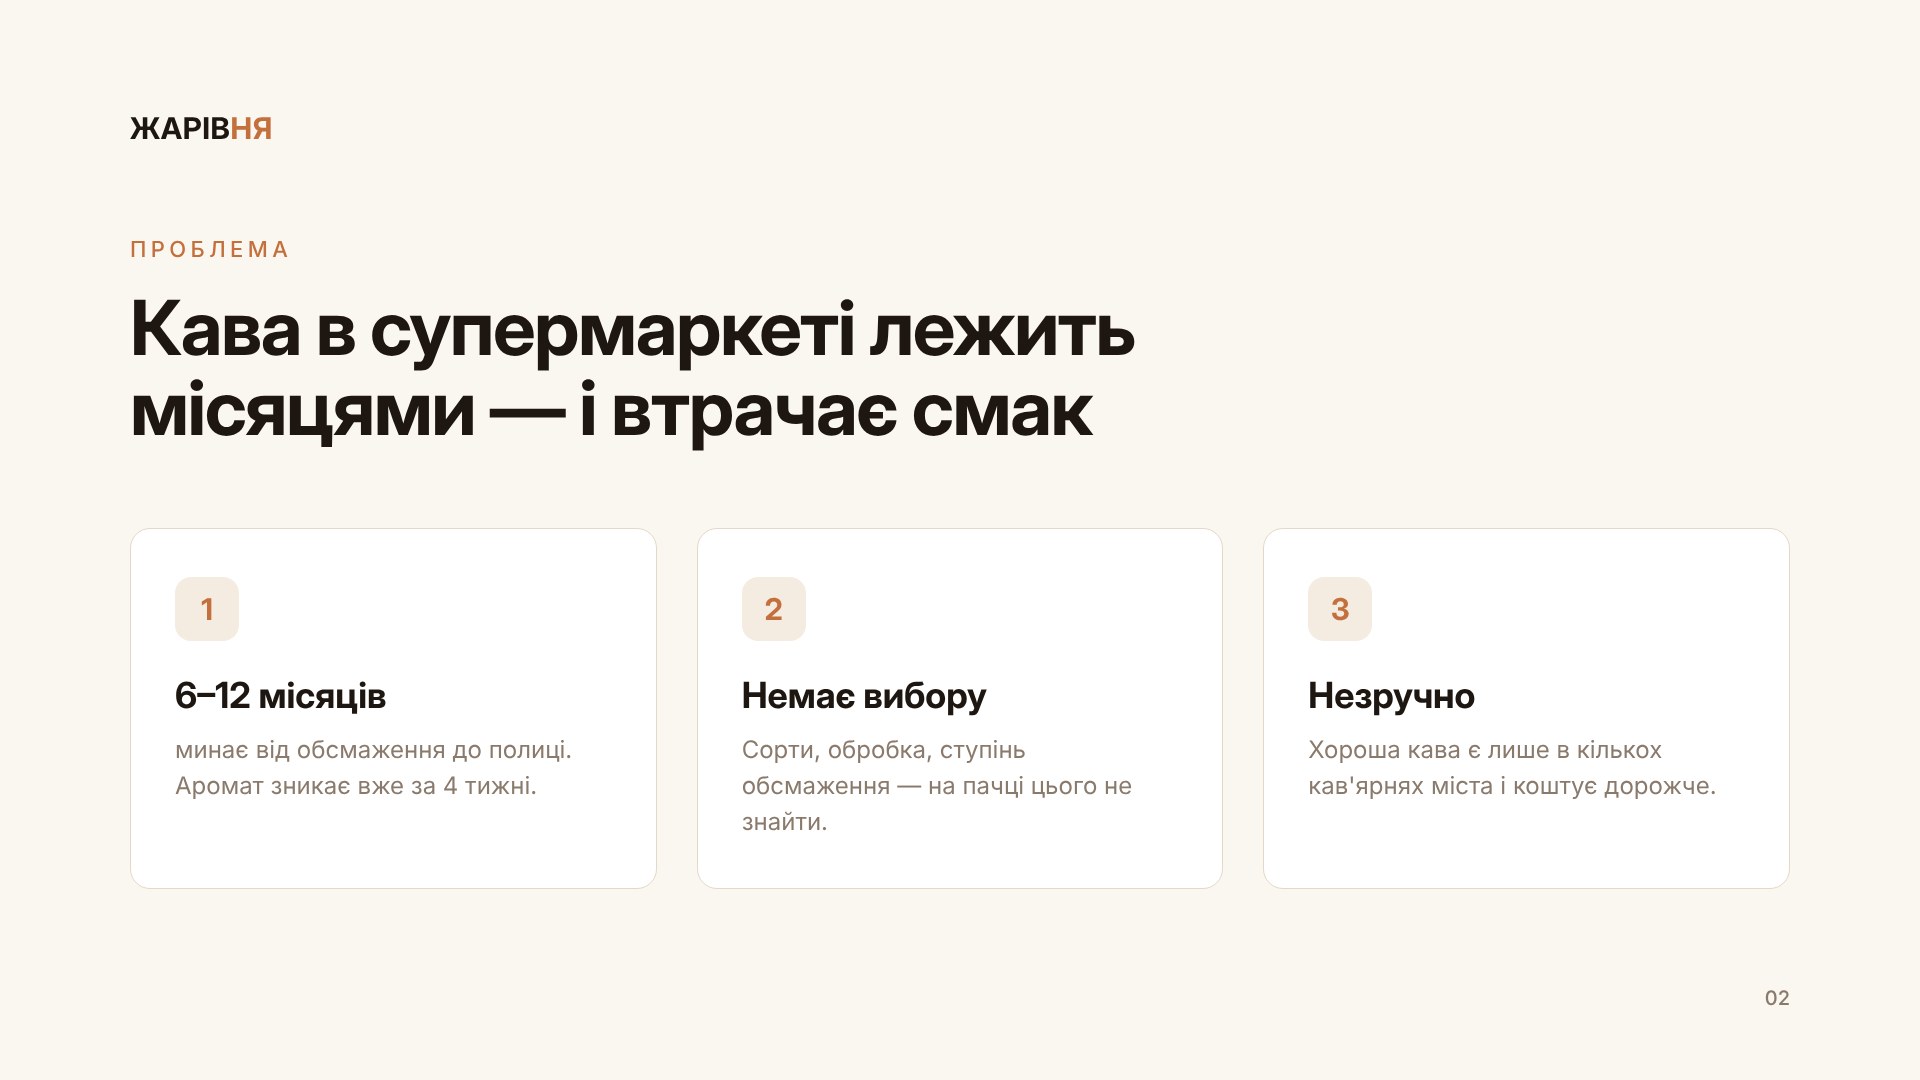 ЖАРІВНЯ
ПРОБЛЕМА
Кава в супермаркеті лежить
місяцями — і втрачає смак
1
6–12 місяців
минає від обсмаження до полиці.
Аромат зникає вже за 4 тижні.
2
Немає вибору
Сорти, обробка, ступінь
обсмаження — на пачці цього не
знайти.
3
Незручно
Хороша кава є лише в кількох
кав'ярнях міста і коштує дорожче.
02